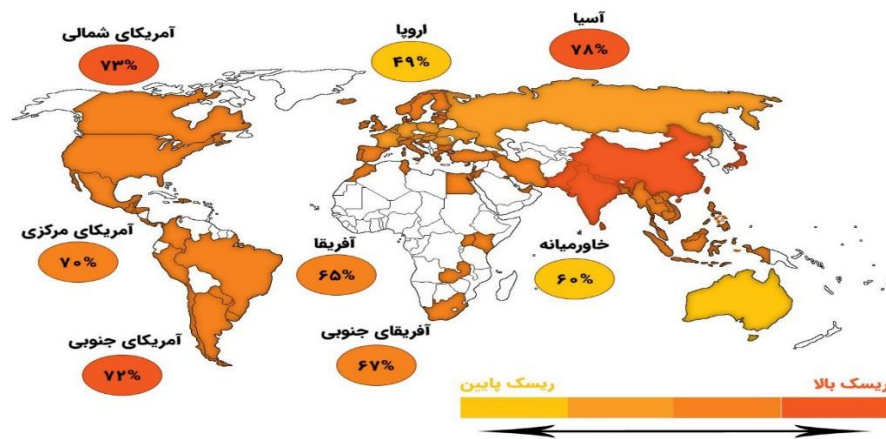 آسیا
۷۸%
اروپا
۴۹%
آمریکای شمالی
۷۳%
خاورمیانه
۶۰%
آفریقا
۶۵%
آمریکای مرکزی
۷۰%
آفریقای جنوبی
۶۷%
آمریکای جنوبی
۷۲%
ریسک بالا
ریسک پایین